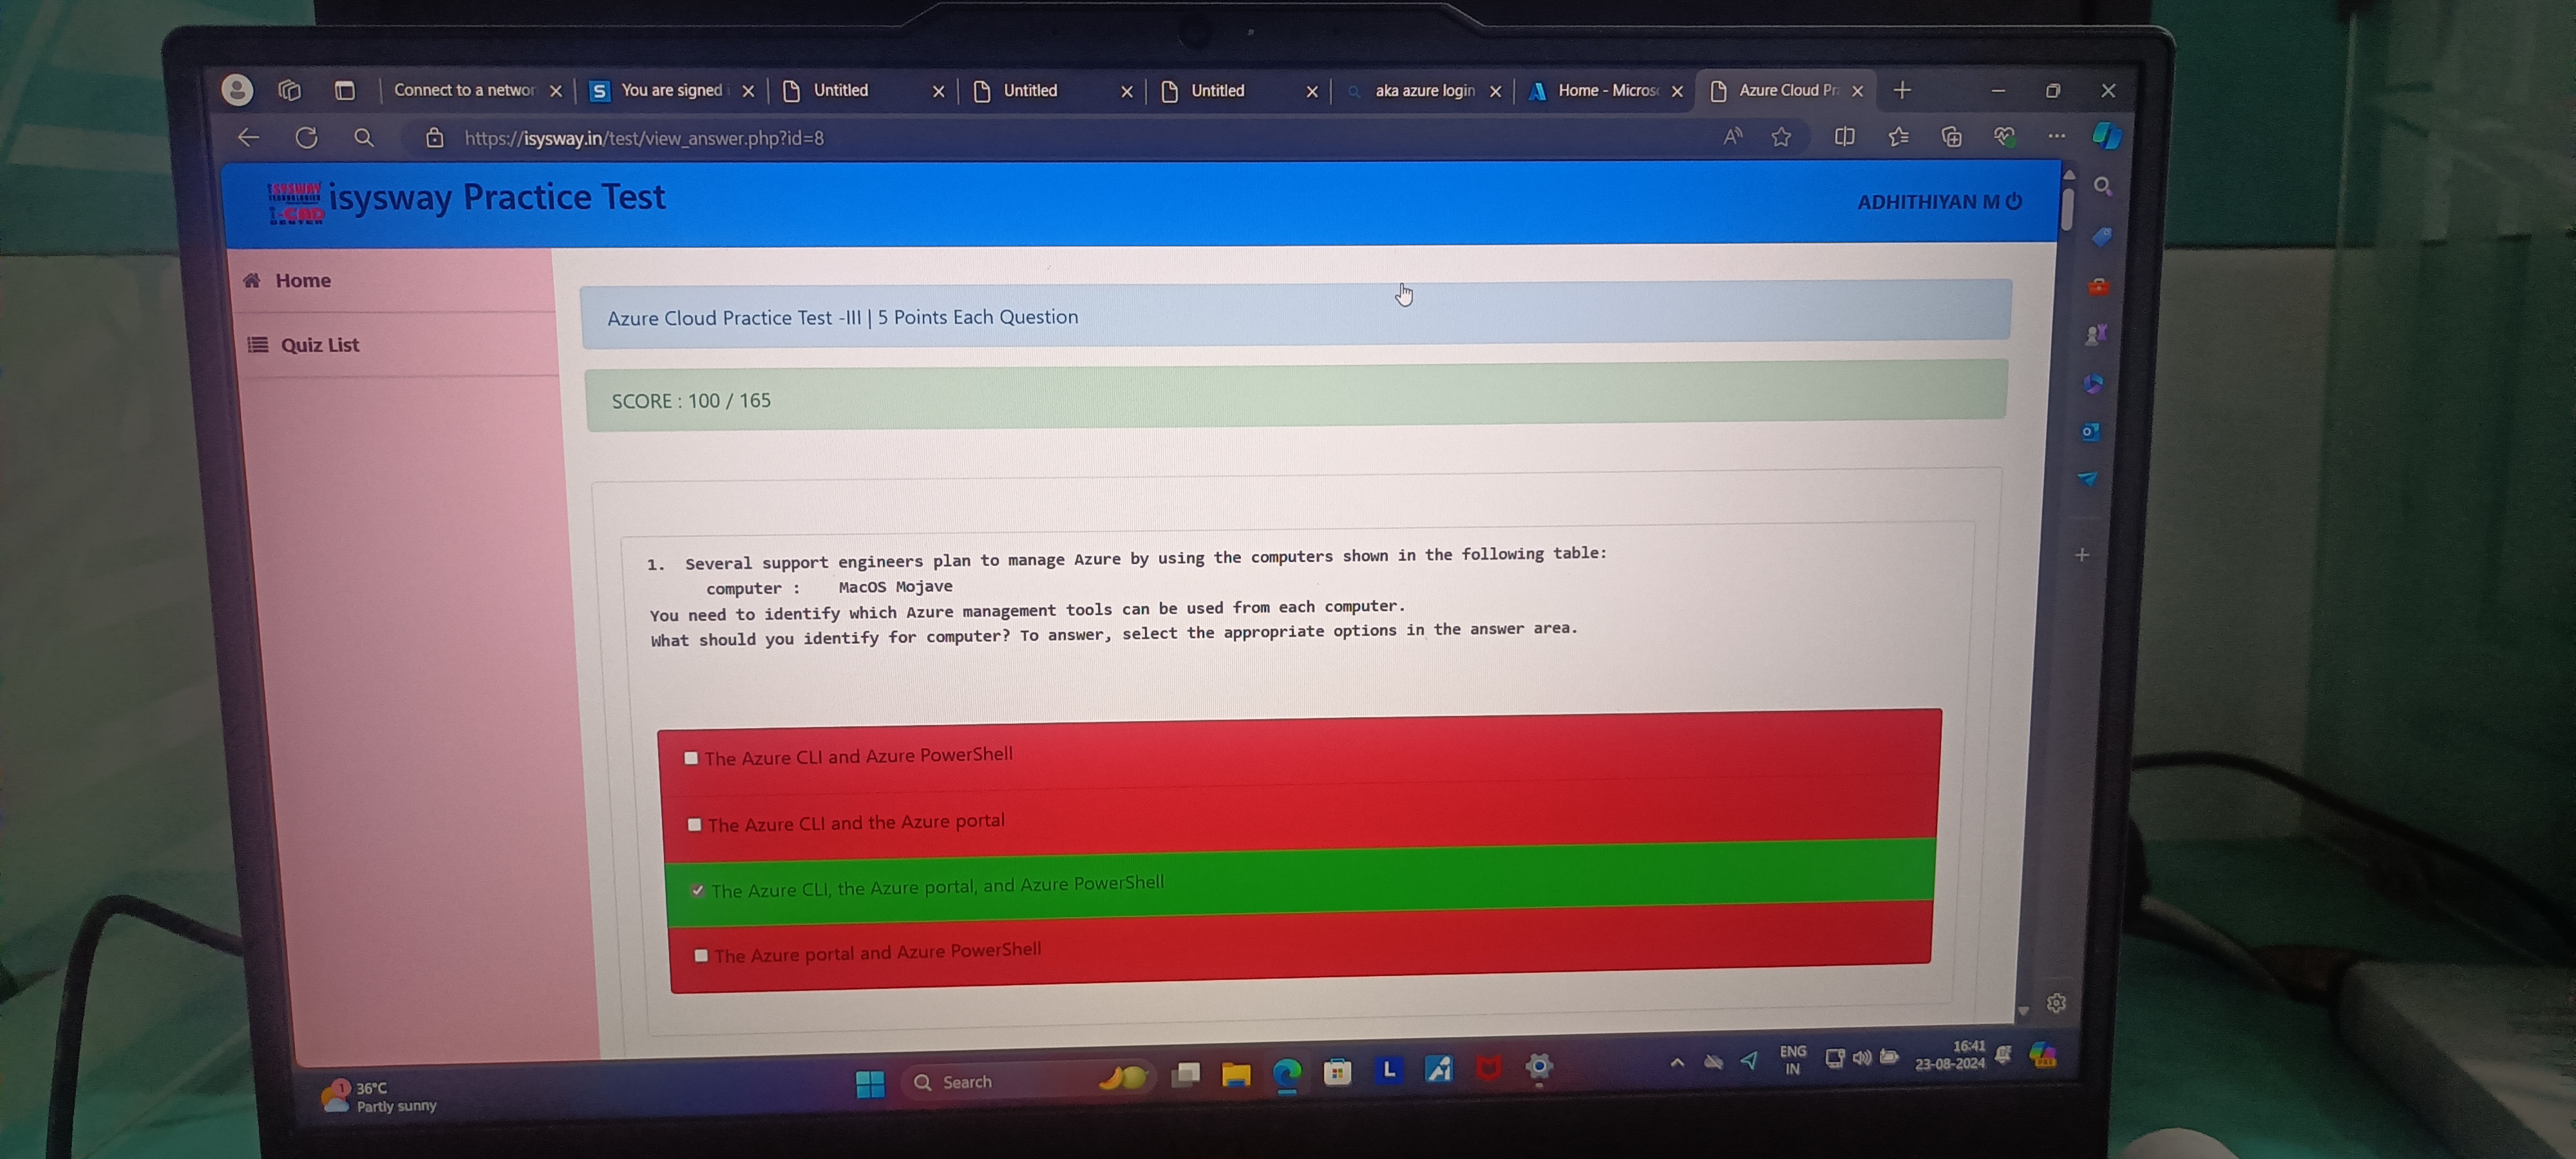 Connect to a networ
S You are signed i
Untitled
Untitled
Untitled
aka azure login
Home - Microso
Azure Cloud Pr
https://isysway.in/test/view_answer.php?id=8
ISYSWAY
TECHNOLOGIES
i-CAD
CENTER
isysway Practice Test
ADHITHIYAN M
Home
Quiz List
Azure Cloud Practice Test -III | 5 Points Each Question
SCORE : 100 / 165
1. Several support engineers plan to manage Azure by using the computers shown in the following table:
computer : MacOS Mojave
You need to identify which Azure management tools can be used from each computer.
What should you identify for computer? To answer, select the appropriate options in the answer area.
The Azure CLI and Azure PowerShell
The Azure CLI and the Azure portal
The Azure CLI, the Azure portal, and Azure PowerShell
The Azure portal and Azure PowerShell
1
36°C
Partly sunny
Search
L
ENG
IN
16:41
23-08-2024